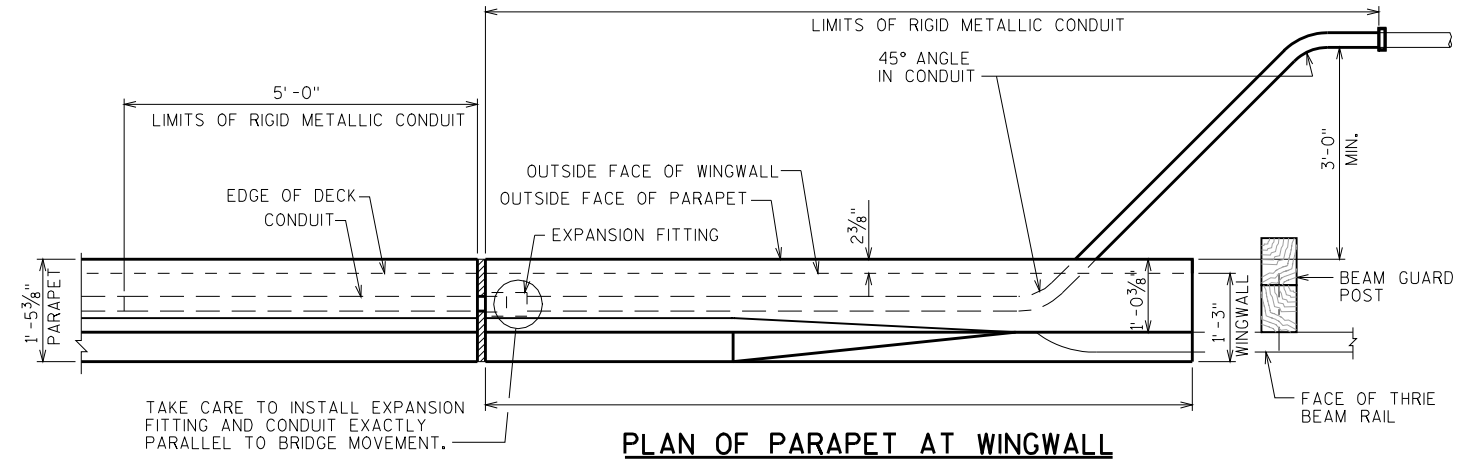 LIMITS OF RIGID METALLIC CONDUIT
45° ANGLE
IN CONDUIT
5'-0"
LIMITS OF RIGID METALLIC CONDUIT
3'-0"
MIN.
OUTSIDE FACE OF WINGWALL
EDGE OF DECK
OUTSIDE FACE OF PARAPET
CONDUIT
2⅜"
EXPANSION FITTING
1'-5⅜"
PARAPET
1'-0⅜"
1'-3"
WINGWALL
BEAM GUARD
POST
TAKE CARE TO INSTALL EXPANSION
FITTING AND CONDUIT EXACTLY
PARALLEL TO BRIDGE MOVEMENT.
FACE OF THRIE
BEAM RAIL
PLAN OF PARAPET AT WINGWALL